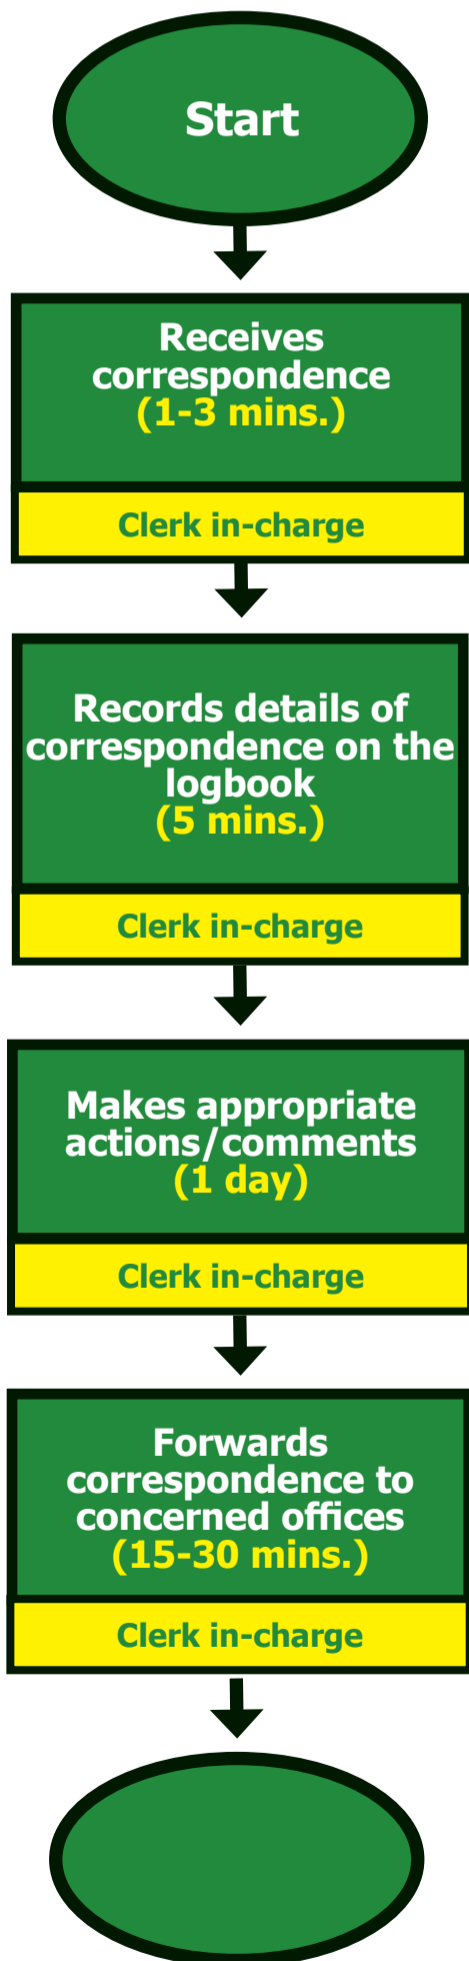 Start
Receives
correspondence
(1-3 mins.)
Clerk in-charge
Records details of
correspondence on the
logbook
(5 mins.)
Clerk in-charge
Makes appropriate
actions/comments
(1 day)
Clerk in-charge
Forwards
correspondence to
concerned offices
(15-30 mins.)
Clerk in-charge